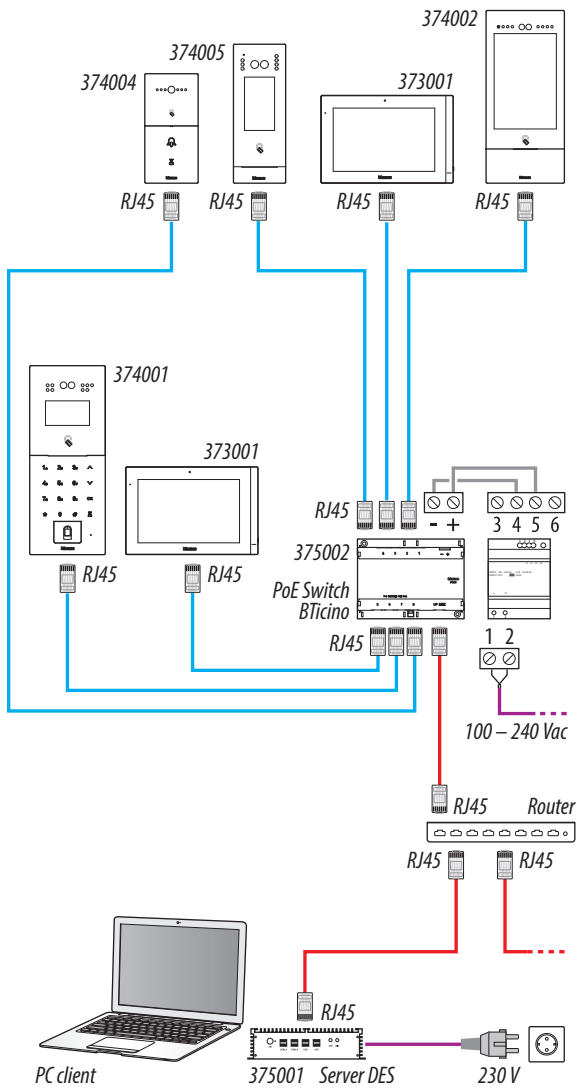 374002
374005
374004
373001
RJ45
RJ45
RJ45
RJ45
374001
373001
RJ45
- +
3 4 5 6
375002
PoE Switch
BTicino
RJ45
RJ45
RJ45
1 2
100 – 240 Vac
RJ45
Router
RJ45
RJ45
RJ45
PC client
375001 Server DES
230 V